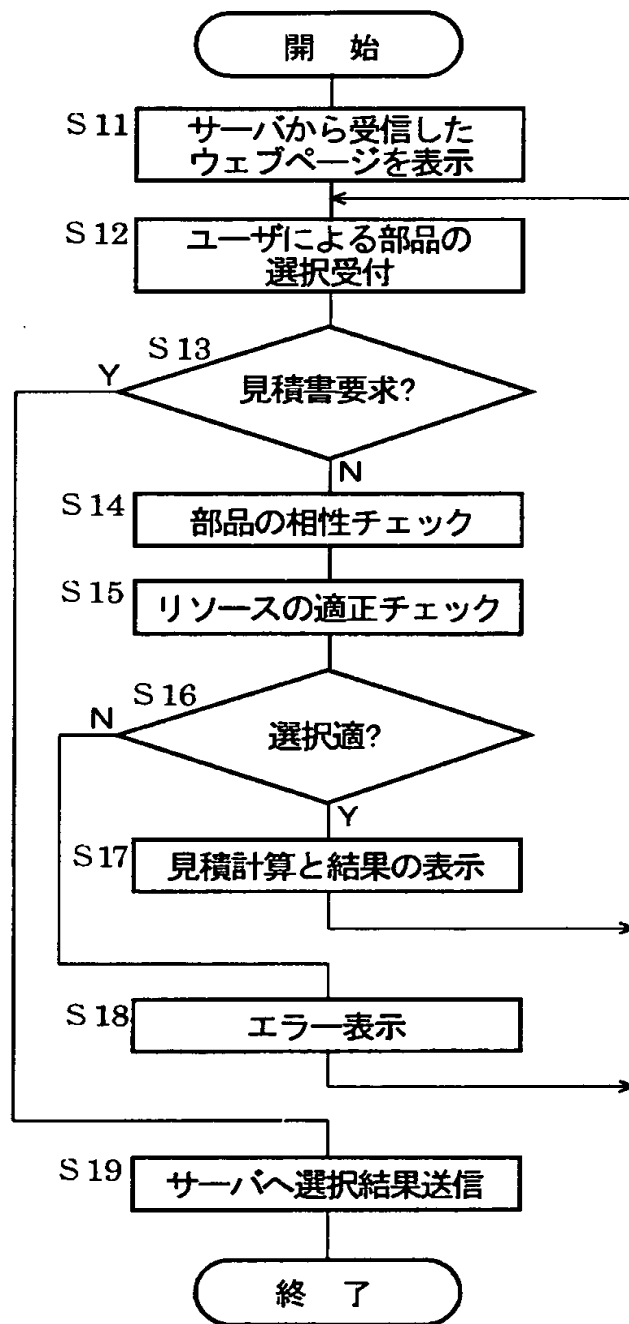 開 始
S11
サーバから受信した
ウェブページを表示
S12
ユーザによる部品の
選択受付
S13
Y
見積書要求?
N
S14
部品の相性チェック
S15
リソースの適正チェック
S16
N
選択適?
Y
S17
見積計算と結果の表示
S18
エラー表示
S19
サーバへ選択結果送信
終 了